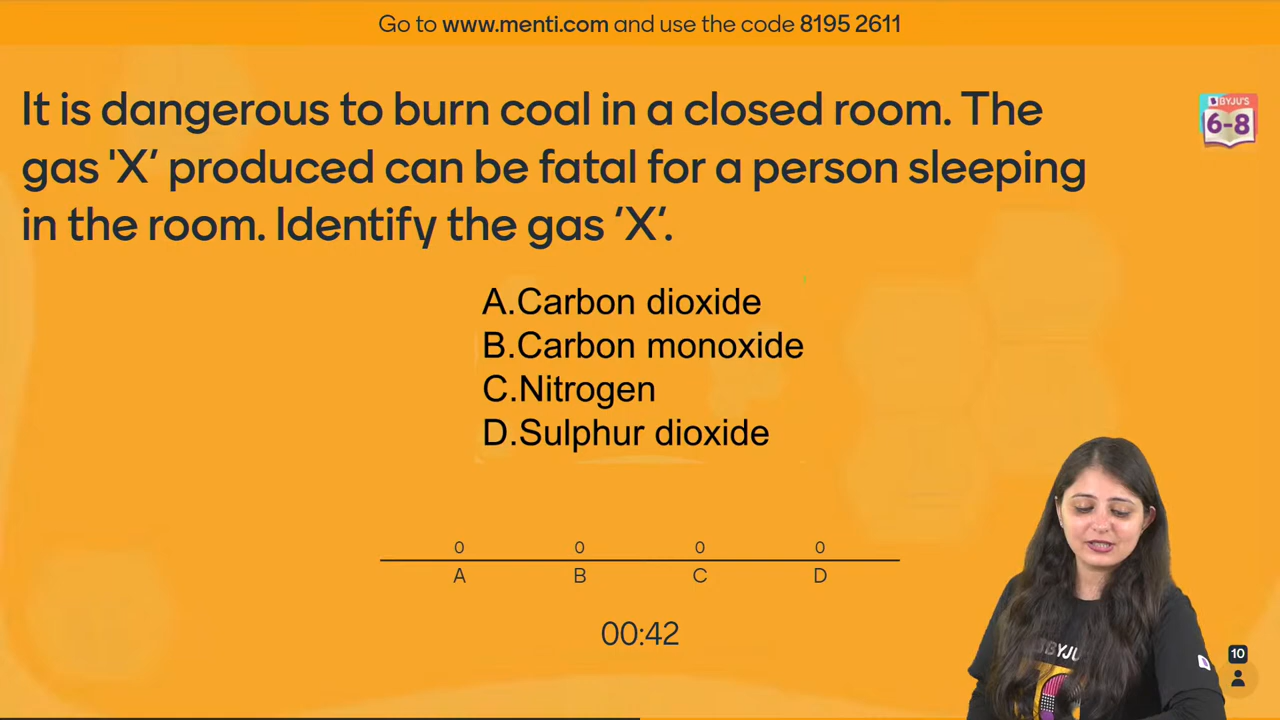 Go to www.menti.com and use the code 8195 2611
It is dangerous to burn coal in a closed room. The
gas 'X’ produced can be fatal for a person sleeping
in the room. Identify the gas ‘X’.
BYJU'S
6-8
A.Carbon dioxide
B.Carbon monoxide
C.Nitrogen
D.Sulphur dioxide
0 0 0 0
A B C D
00:42
BYJU
10